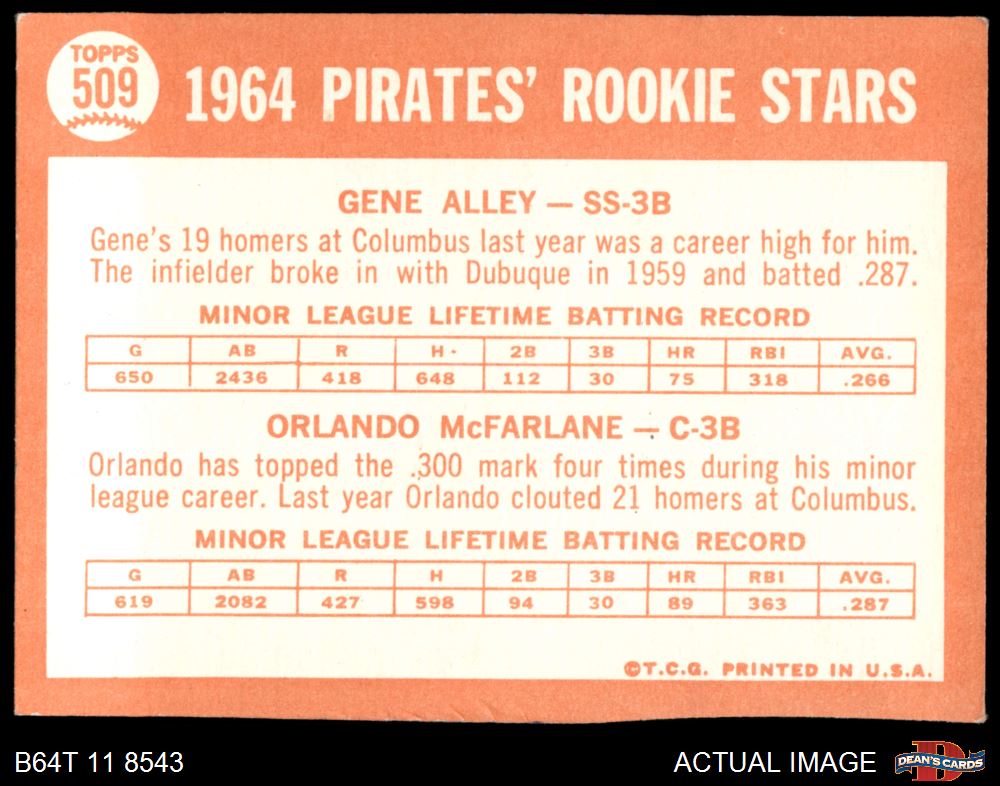 TOPPS
509
1964 PIRATES' ROOKIE STARS
GENE ALLEY — SS-3B
Gene's 19 homers at Columbus last year was a career high for him.
The infielder broke in with Dubuque in 1959 and batted .287.
MINOR LEAGUE LIFETIME BATTING RECORD
G AB R H 2B 3B HR RBI AVG.
650 2436 418 648 112 30 75 318 .266
ORLANDO McFARLANE — C-3B
Orlando has topped the .300 mark four times during his minor
league career. Last year Orlando clouted 21 homers at Columbus.
MINOR LEAGUE LIFETIME BATTING RECORD
G AB R H 2B 3B HR RBI AVG.
619 2082 427 598 94 30 89 363 .287
©T.C.G. PRINTED IN U.S.A.
B64T 11 8543
ACTUAL IMAGE
D
DEAN'S CARDS